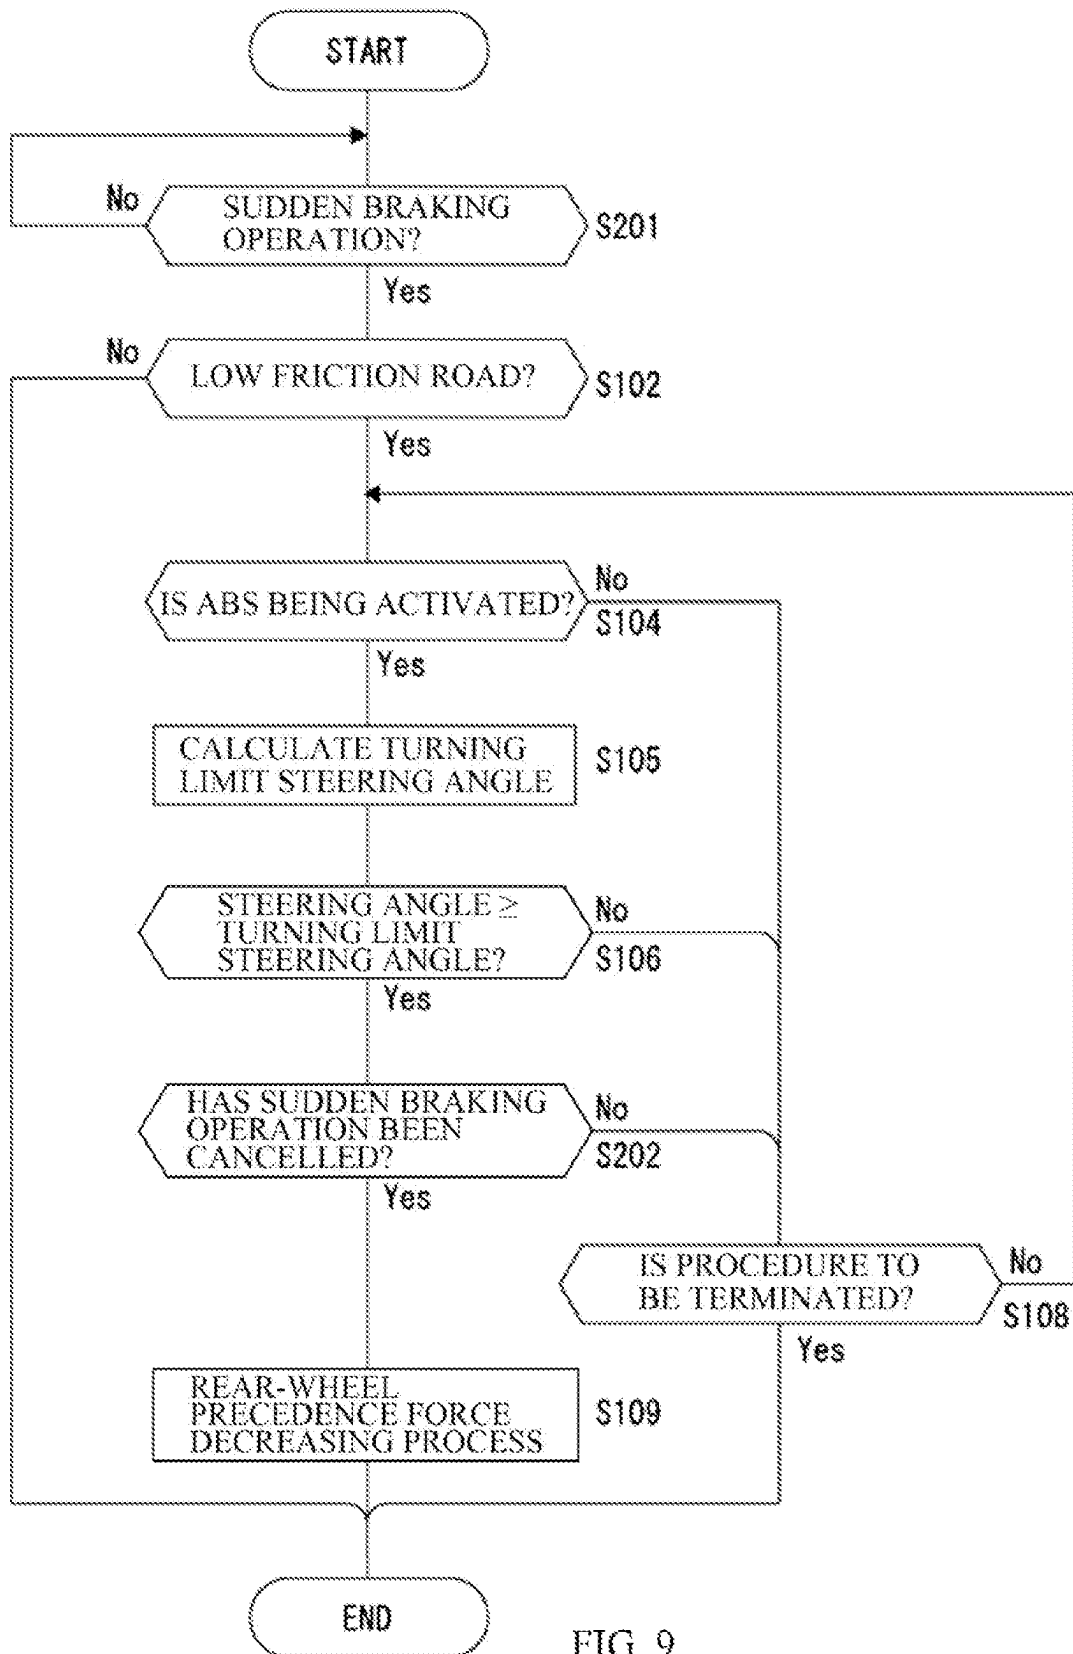 START
No
SUDDEN BRAKING
OPERATION?
S201
Yes
No
LOW FRICTION ROAD?
S102
Yes
IS ABS BEING ACTIVATED?
No
S104
Yes
CALCULATE TURNING
LIMIT STEERING ANGLE
S105
STEERING ANGLE ≥
TURNING LIMIT
STEERING ANGLE?
No
S106
Yes
HAS SUDDEN BRAKING
OPERATION BEEN
CANCELLED?
No
S202
Yes
IS PROCEDURE TO
BE TERMINATED?
No
S108
Yes
REAR-WHEEL
PRECEDENCE FORCE
DECREASING PROCESS
S109
END
FIG. 9